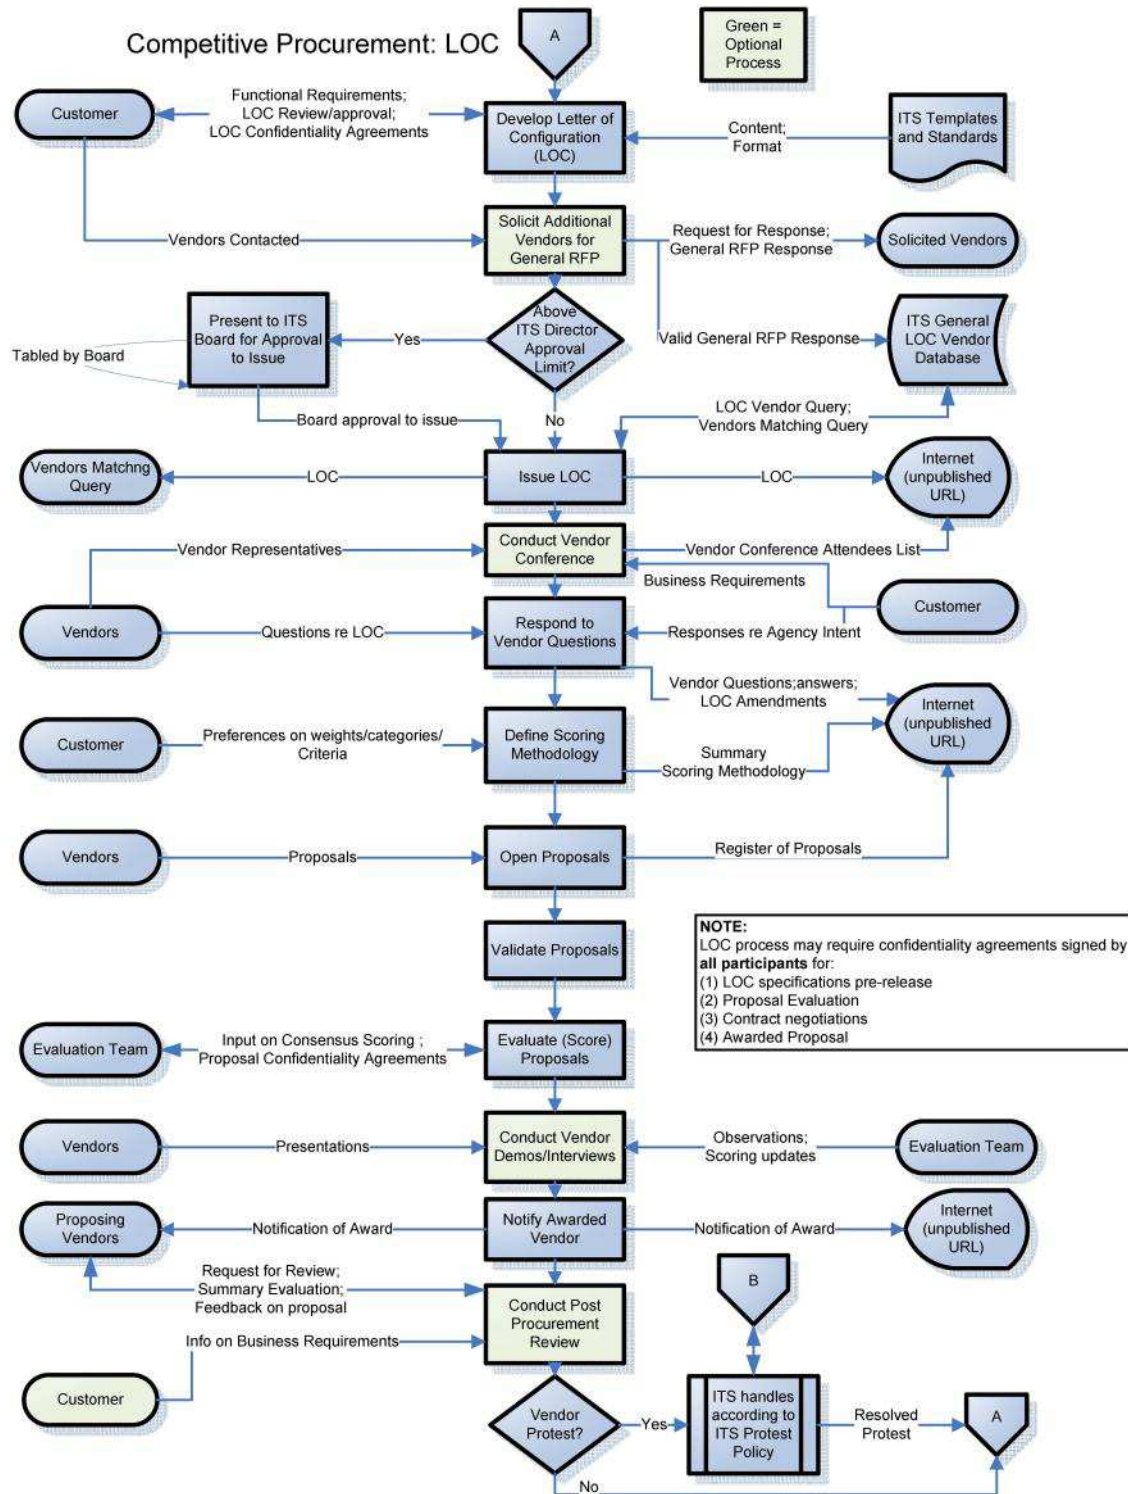 Competitive Procurement: LOC
A
Green =
Optional
Process
Customer
Functional Requirements;
LOC Review/approval;
LOC Confidentiality Agreements
Develop Letter of
Configuration
(LOC)
Content;
Format
ITS Templates
and Standards
Vendors Contacted
Solicit Additional
Vendors for
General RFP
Request for Response;
General RFP Response
Solicited Vendors
Present to ITS
Board for Approval
to Issue
Tabled by Board
Yes
Above
ITS Director
Approval
Limit?
Valid General RFP Response
ITS General
LOC Vendor
Database
Board approval to issue
No
LOC Vendor Query;
Vendors Matching Query
Vendors Matchng
Query
LOC
Issue LOC
LOC
Internet
(unpublished
URL)
Vendor Representatives
Conduct Vendor
Conference
Vendor Conference Attendees List
Business Requirements
Customer
Vendors
Questions re LOC
Respond to
Vendor Questions
Responses re Agency Intent
Vendor Questions;answers;
LOC Amendments
Internet
(unpublished
URL)
Customer
Preferences on weights/categories/
Criteria
Define Scoring
Methodology
Summary
Scoring Methodology
Vendors
Proposals
Open Proposals
Register of Proposals
Validate Proposals
NOTE:
LOC process may require confidentiality agreements signed by
all participants for:
(1) LOC specifications pre-release
(2) Proposal Evaluation
(3) Contract negotiations
(4) Awarded Proposal
Evaluation Team
Input on Consensus Scoring ;
Proposal Confidentiality Agreements
Evaluate (Score)
Proposals
Vendors
Presentations
Conduct Vendor
Demos/Interviews
Observations;
Scoring updates
Evaluation Team
Proposing
Vendors
Notification of Award
Notify Awarded
Vendor
Notification of Award
Internet
(unpublished
URL)
Request for Review;
Summary Evaluation;
Feedback on proposal
Conduct Post
Procurement
Review
B
Info on Business Requirements
Customer
Vendor
Protest?
Yes
ITS handles
according to
ITS Protest
Policy
Resolved
Protest
A
No